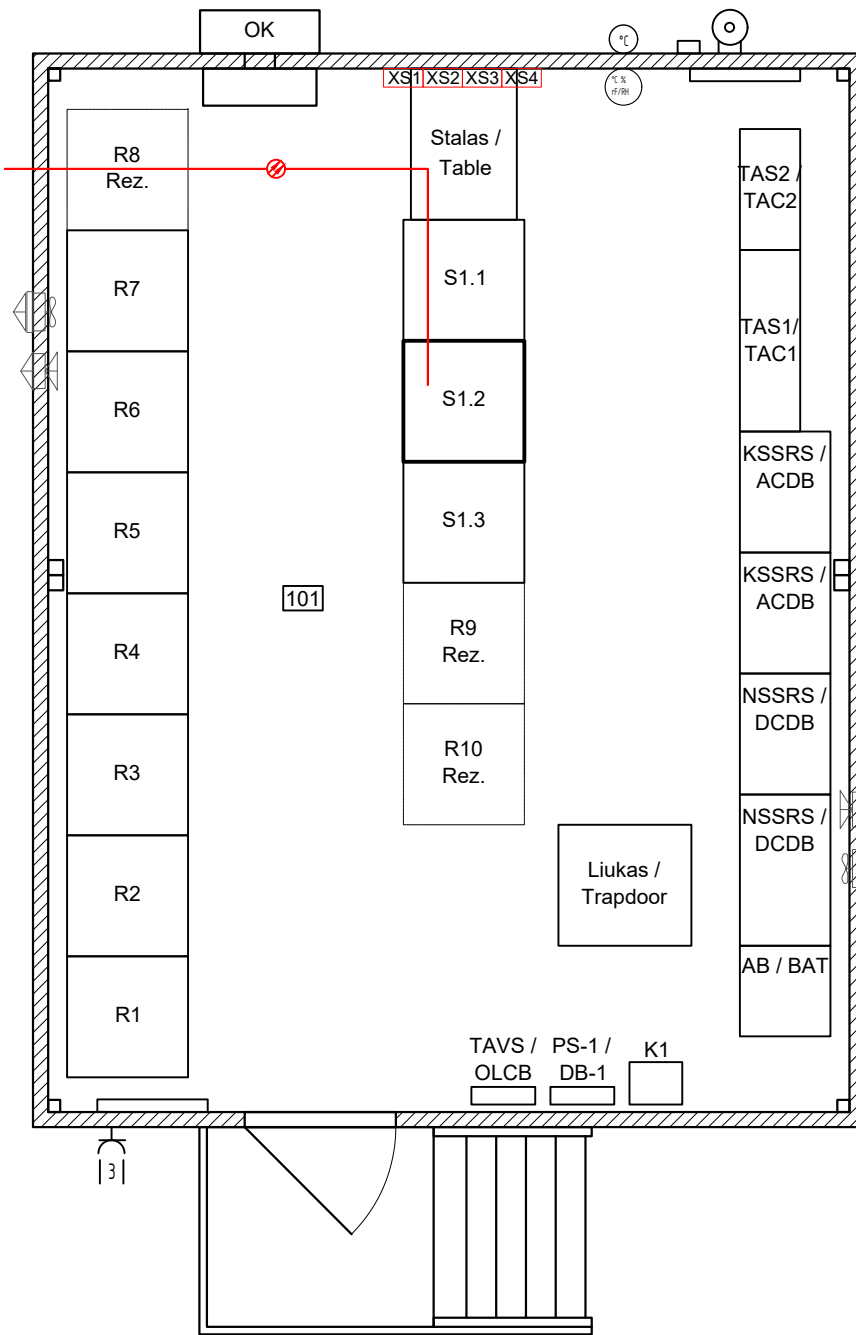 OK
°C
XS1 XS2 XS3 XS4
°C %
rF/RH
R8
Rez.
Stalas /
Table
TAS2 /
TAC2
R7
S1.1
TAS1/
TAC1
R6
S1.2
KSSRS /
ACDB
R5
S1.3
101
KSSRS /
ACDB
R4
R9
Rez.
NSSRS /
DCDB
R3
R10
Rez.
NSSRS /
DCDB
R2
Liukas /
Trapdoor
AB / BAT
R1
TAVS /
OLCB
PS-1 /
DB-1
K1
3